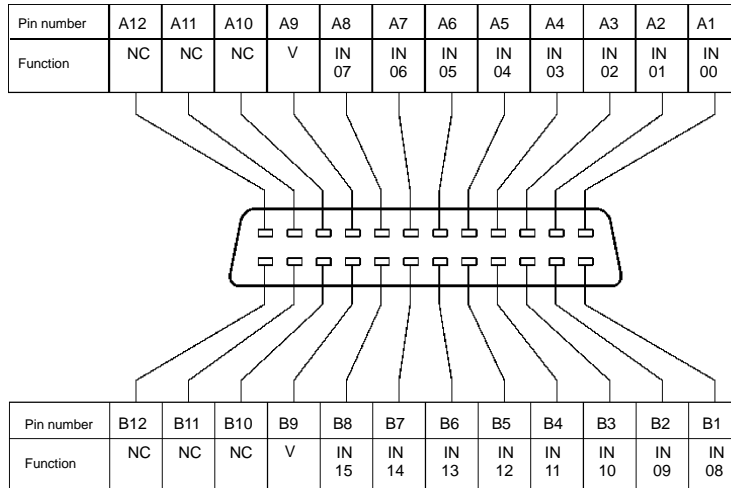 Pin number A12 A11 A10 A9 A8 A7 A6 A5 A4 A3 A2 A1
Function NC NC NC V IN 07 IN 06 IN 05 IN 04 IN 03 IN 02 IN 01 IN 00
Pin number B12 B11 B10 B9 B8 B7 B6 B5 B4 B3 B2 B1
Function NC NC NC V IN 15 IN 14 IN 13 IN 12 IN 11 IN 10 IN 09 IN 08